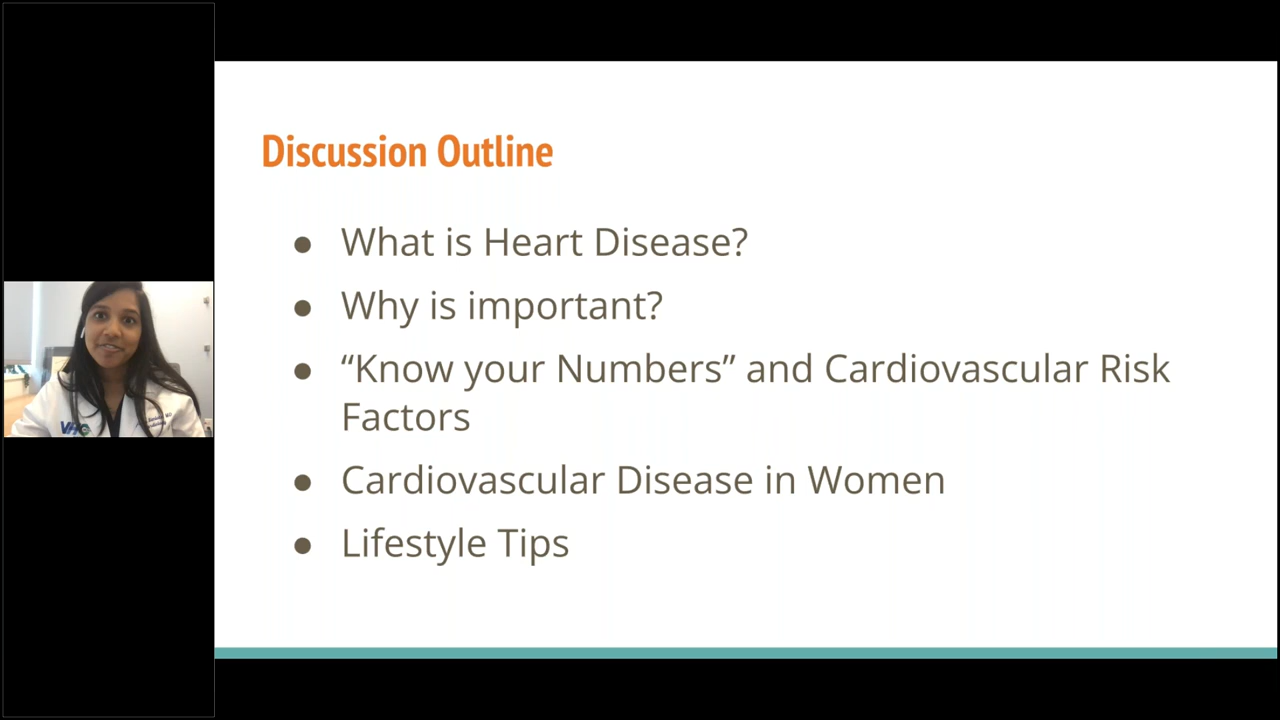 Discussion Outline
● What is Heart Disease?
● Why is important?
● “Know your Numbers” and Cardiovascular Risk
Factors
● Cardiovascular Disease in Women
● Lifestyle Tips